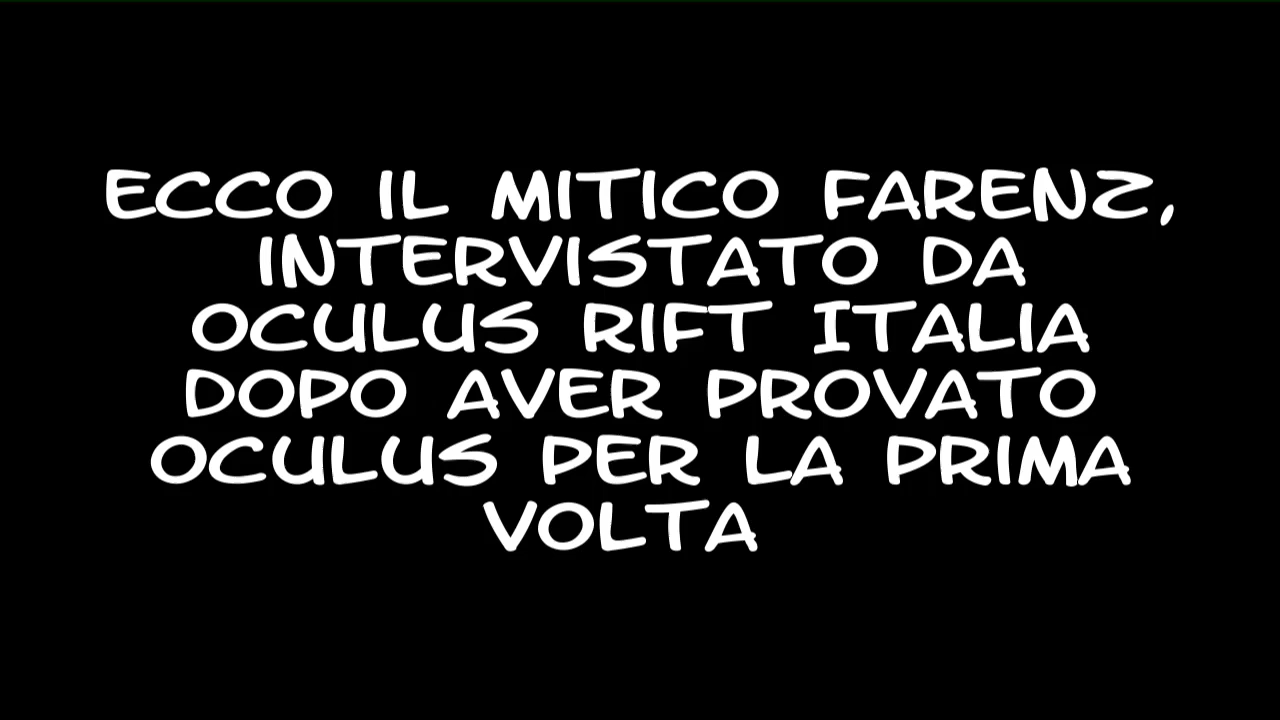 ECCO IL MITICO FARENZ,
INTERVISTATO DA
OCULUS RIFT ITALIA
DOPO AVER PROVATO
OCULUS PER LA PRIMA
VOLTA